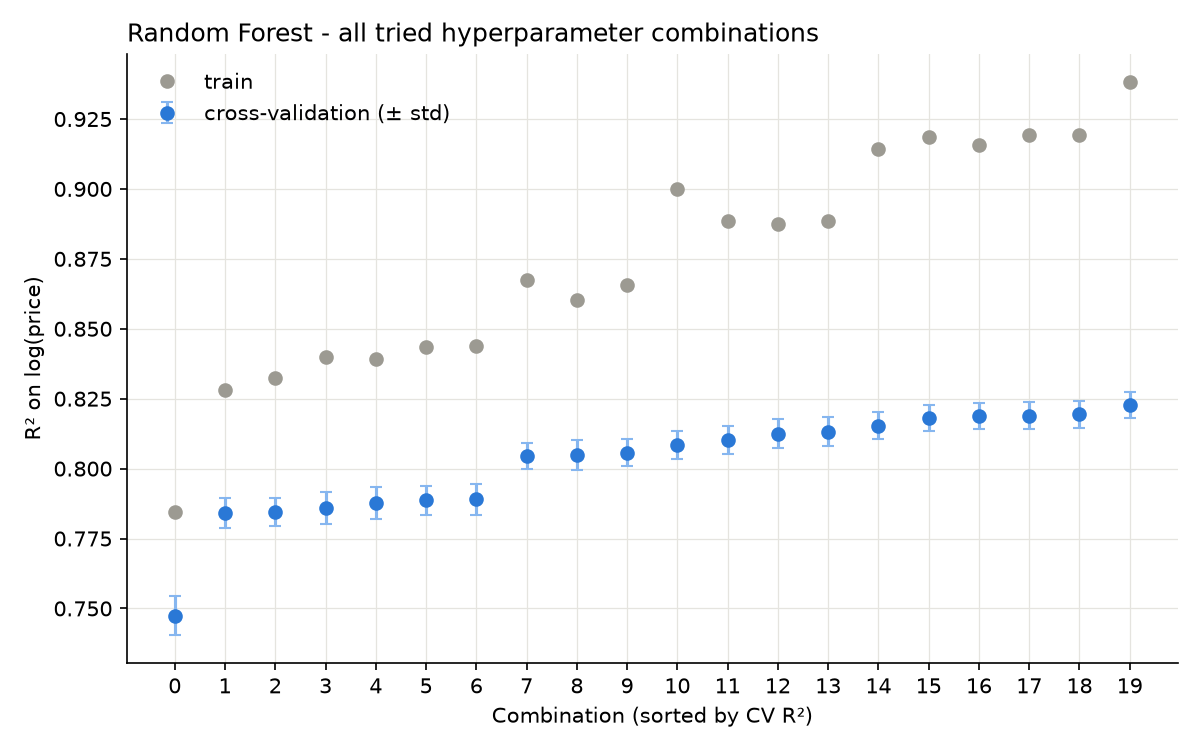 Random Forest - all tried hyperparameter combinations
train
cross-validation (± std)
R² on log(price)
0.925
0.900
0.875
0.850
0.825
0.800
0.775
0.750
0 1 2 3 4 5 6 7 8 9 10 11 12 13 14 15 16 17 18 19
Combination (sorted by CV R²)